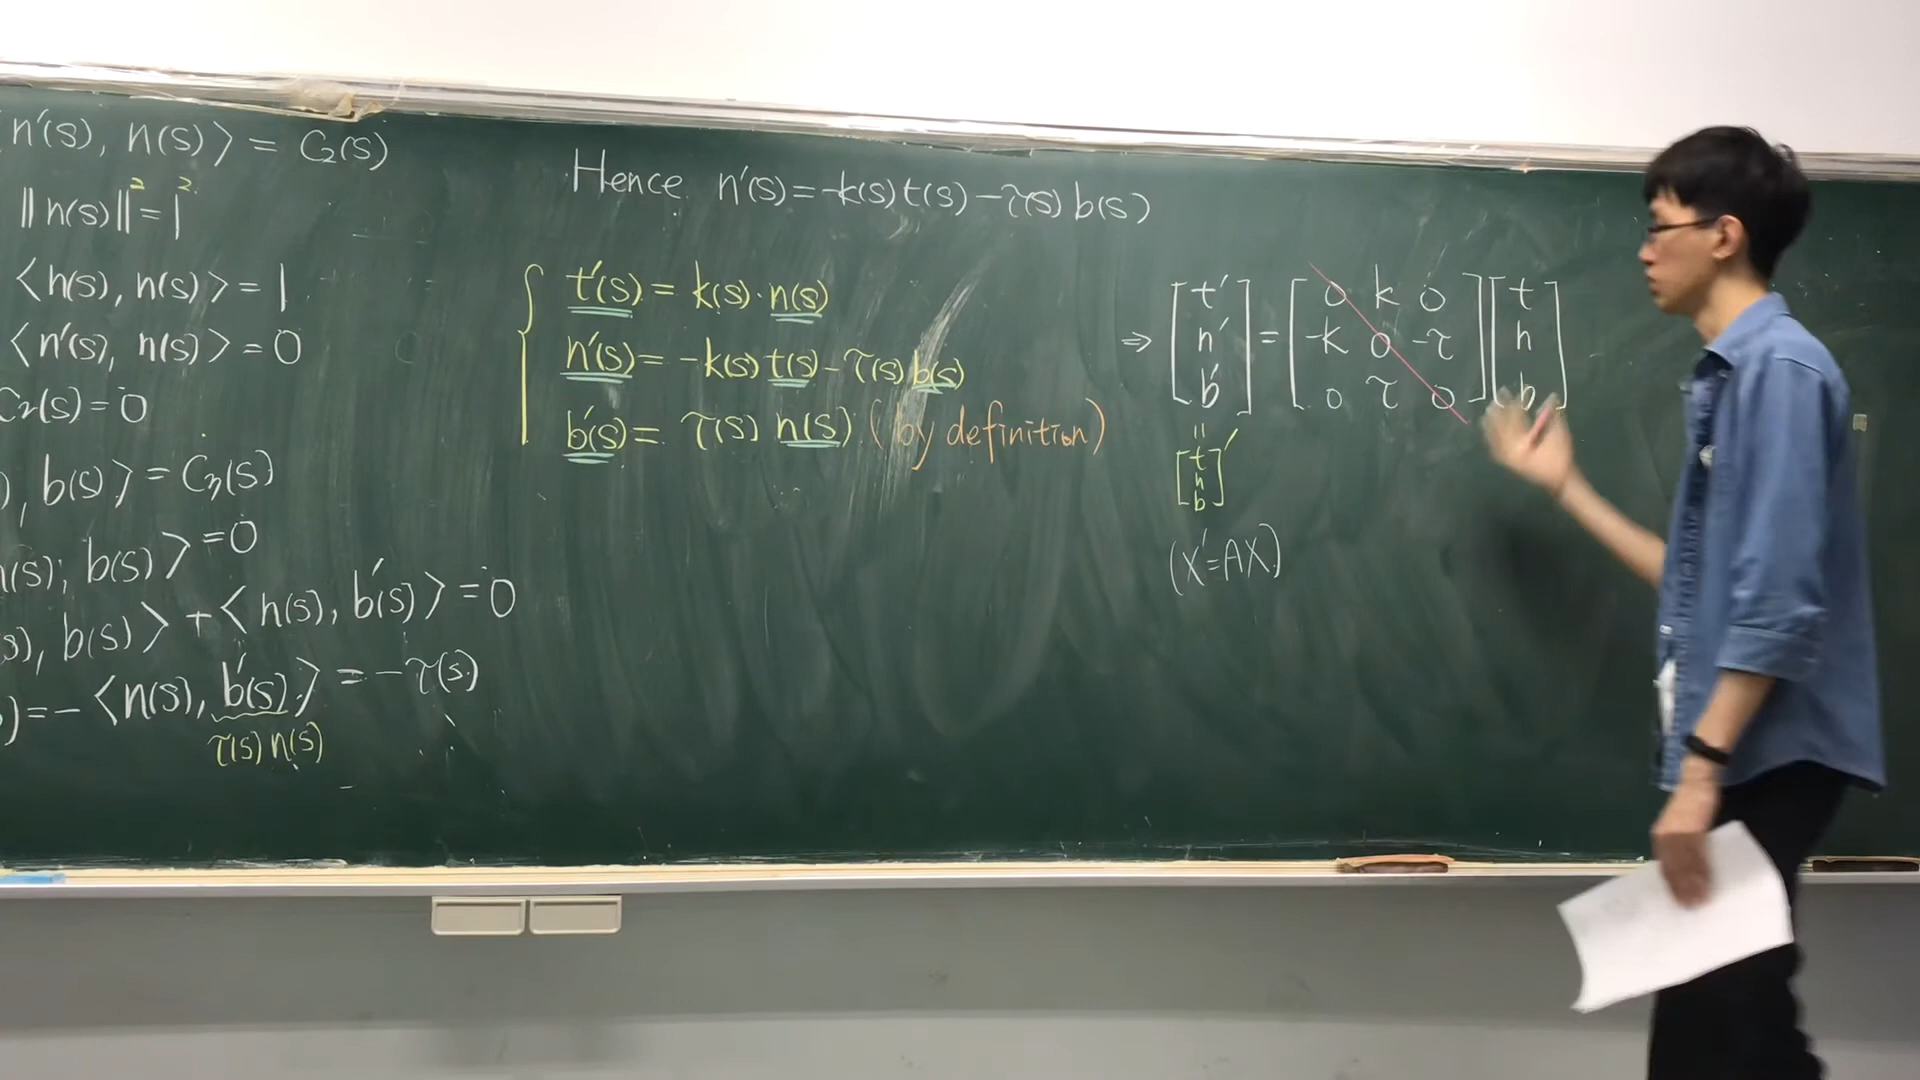 n'(s), n(s)⟩ = C₂(s)
‖n(s)‖² = 1²
⟨n(s), n(s)⟩ = 1
⟨n'(s), n(s)⟩ = 0
C₂(s) = 0
), b(s)⟩ = C₃(s)
n(s), b(s)⟩ = 0
(s), b(s)⟩ + ⟨n(s), b'(s)⟩ = 0
) = -⟨n(s), b'(s)⟩ = -τ(s)
τ(s) n(s)
Hence n'(s) = -k(s) t(s) - τ(s) b(s)
t'(s) = k(s) · n(s)
n'(s) = -k(s) t(s) - τ(s) b(s)
b'(s) = τ(s) n(s) (by definition)
⇒ [t' n' b'] = [0 k 0; -k 0 -τ; 0 τ 0] [t n b]
= [t n b]'
(X' = AX)